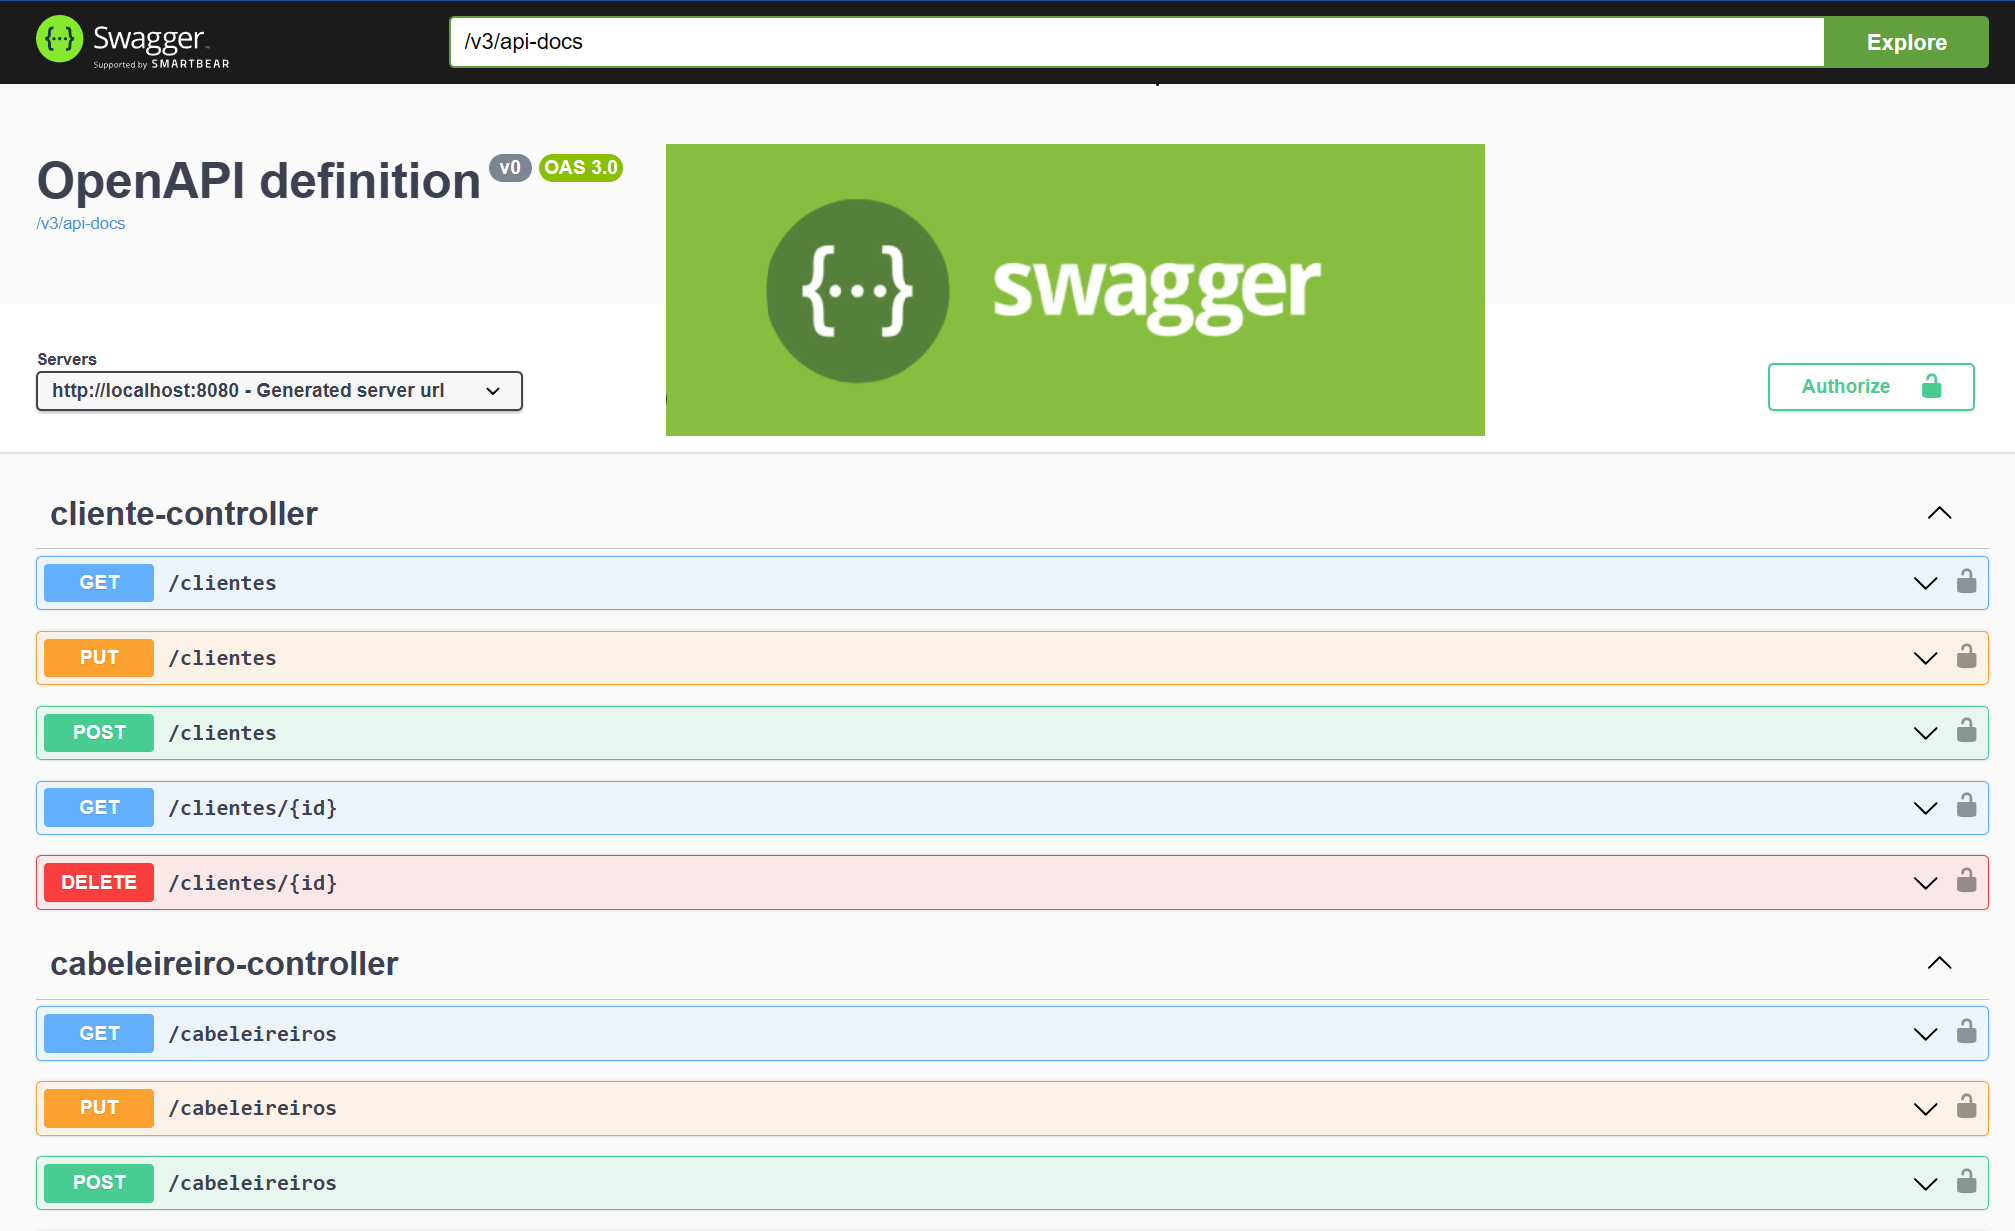 {···} Swagger
Supported by SMARTBEAR
/v3/api-docs
Explore
OpenAPI definition v0 OAS 3.0
/v3/api-docs
{···} swagger
Servers
http://localhost:8080 - Generated server url
Authorize
cliente-controller
GET /clientes
PUT /clientes
POST /clientes
GET /clientes/{id}
DELETE /clientes/{id}
cabeleireiro-controller
GET /cabeleireiros
PUT /cabeleireiros
POST /cabeleireiros